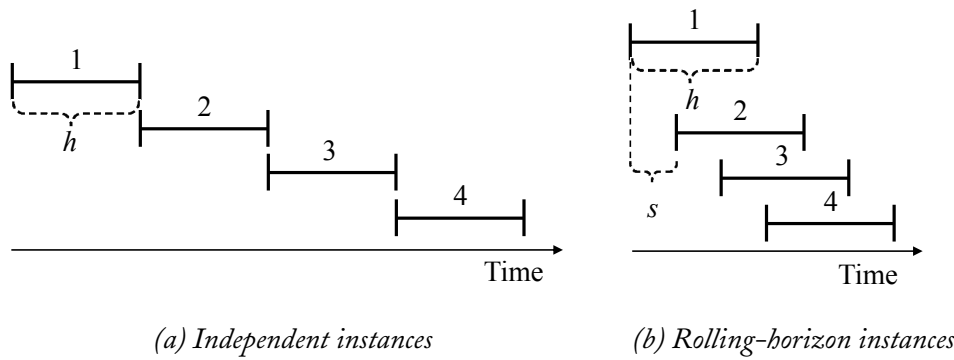 1
h
2
3
4
Time
(a) Independent instances
1
h
2
3
s
4
Time
(b) Rolling-horizon instances